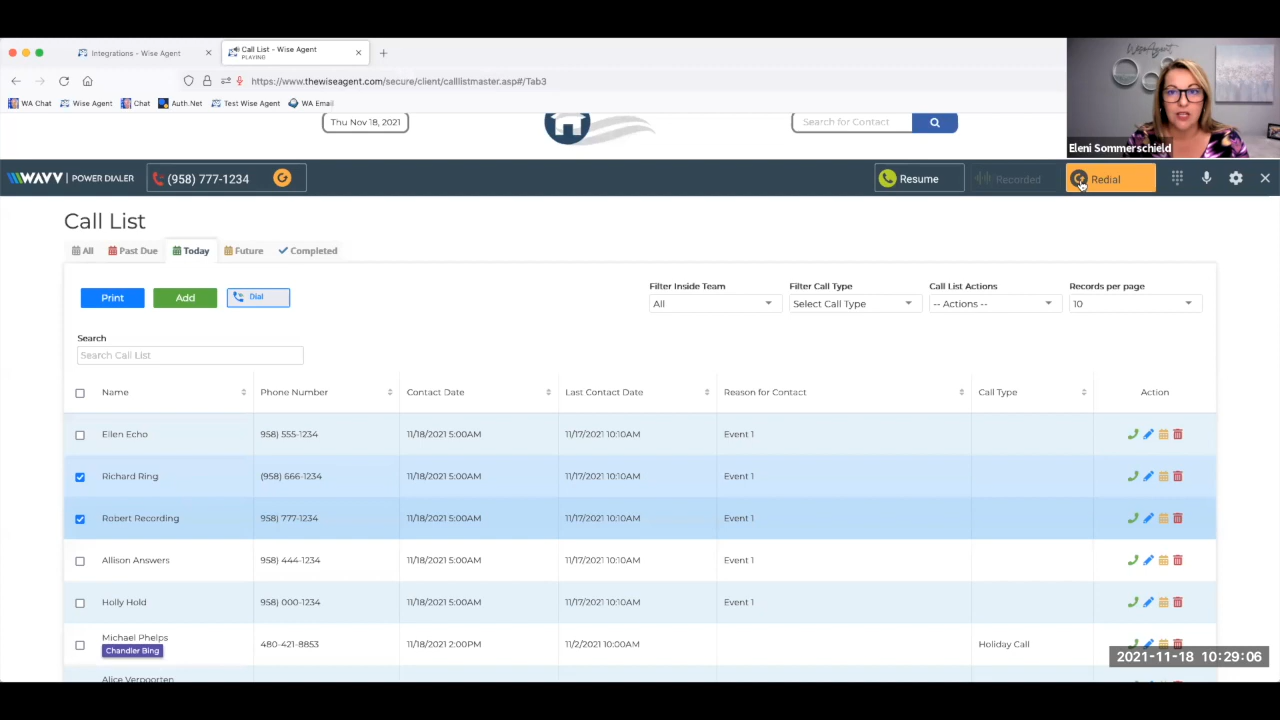 Integrations - Wise Agent
Call List - Wise Agent
PLAYING
https://www.thewiseagent.com/secure/client/calllistmaster.asp#/Tab3
WA Chat Wise Agent Chat Auth.Net Test Wise Agent WA Email
WiseAgent
Eleni Sommerschield
Thu Nov 18, 2021
Search for Contact
WAVV | POWER DIALER (958) 777-1234 Resume Recorded Redial
Call List
All Past Due Today Future Completed
Print Add Dial
Filter Inside Team Filter Call Type Call List Actions Records per page
All Select Call Type -- Actions -- 10
Search
Search Call List
Name Phone Number Contact Date Last Contact Date Reason for Contact Call Type Action
Ellen Echo 958) 555-1234 11/18/2021 5:00AM 11/17/2021 10:10AM Event 1
Richard Ring (958) 666-1234 11/18/2021 5:00AM 11/17/2021 10:10AM Event 1
Robert Recording 958) 777-1234 11/18/2021 5:00AM 11/17/2021 10:10AM Event 1
Allison Answers 958) 444-1234 11/18/2021 5:00AM 11/17/2021 10:10AM Event 1
Holly Hold 958) 000-1234 11/18/2021 5:00AM 11/17/2021 10:10AM Event 1
Michael Phelps 480-421-8853 11/18/2021 2:00PM 11/2/2021 10:00AM Holiday Call
Chandler Bing
Alice Verpoorten
2021-11-18 10:29:06